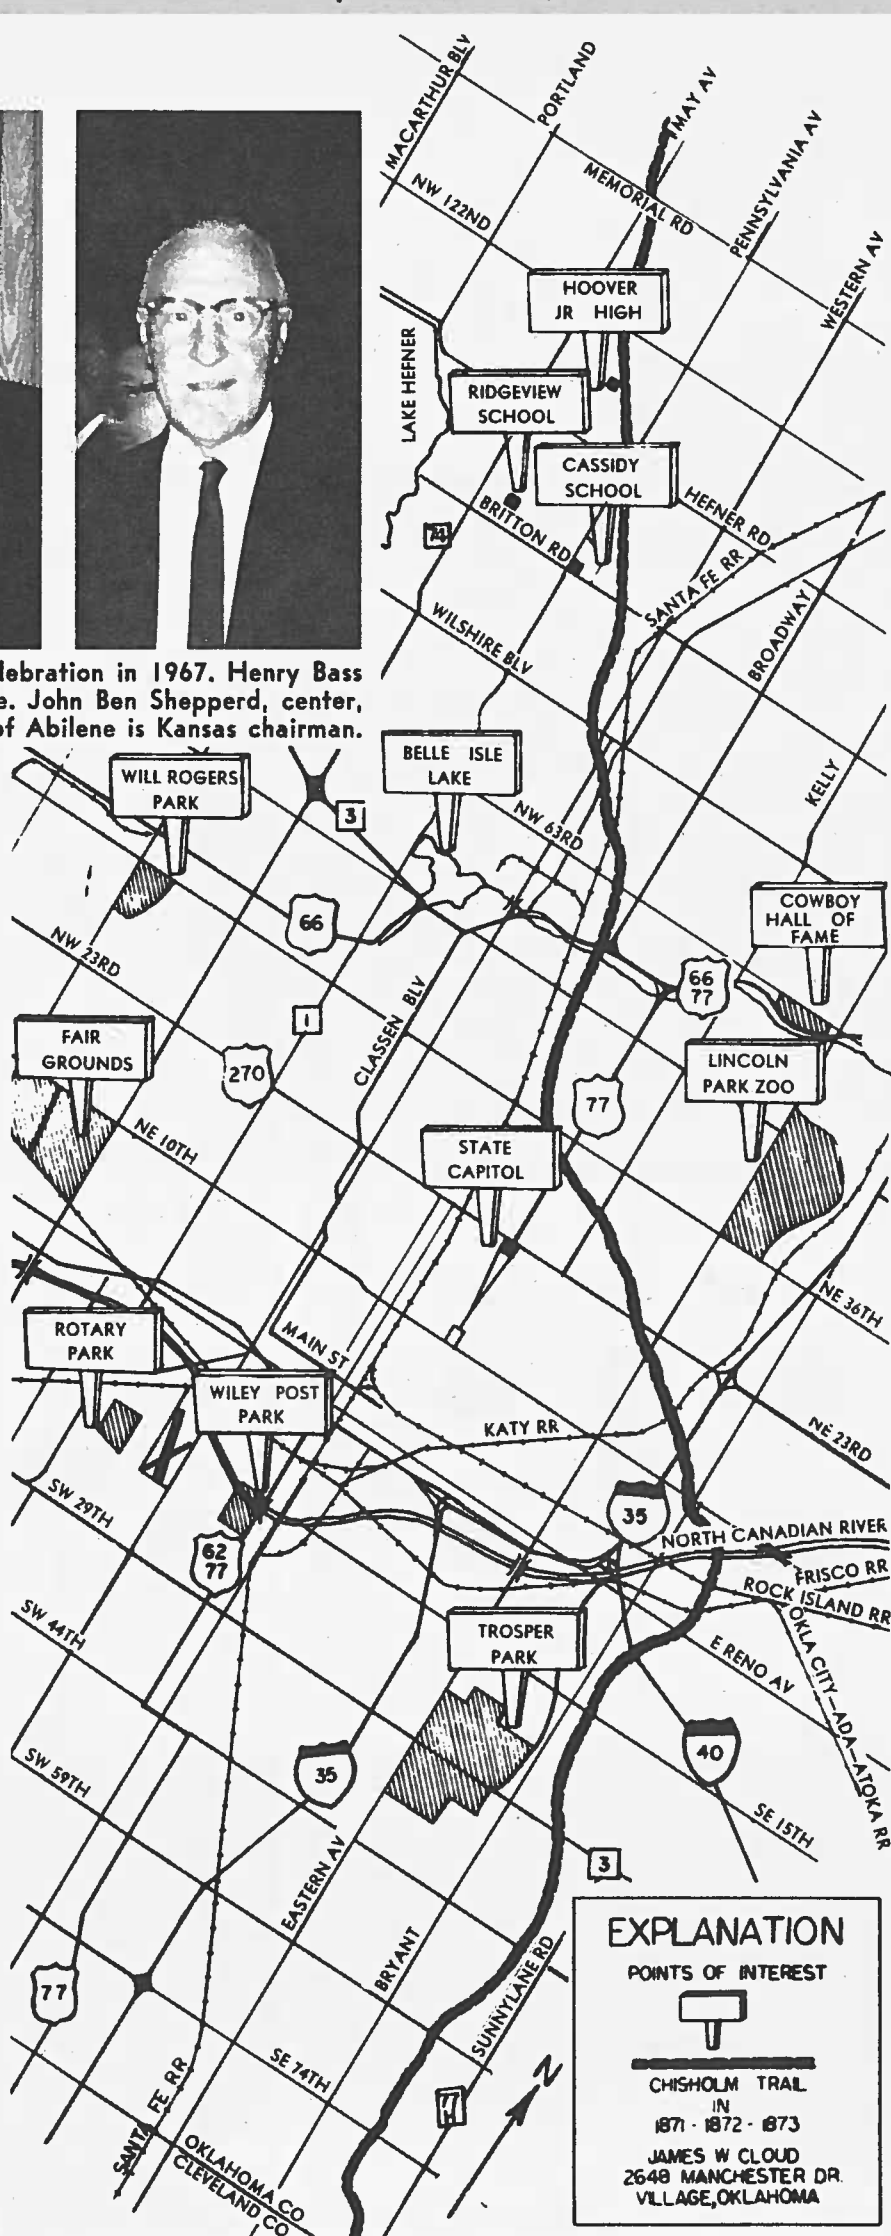 MACARTHUR BLV
PORTLAND
MAY AV
PENNSYLVANIA AV
WESTERN AV
MEMORIAL RD
NW 122ND
HOOVER
JR HIGH
LAKE HEFNER
RIDGEVIEW
SCHOOL
CASSIDY
SCHOOL
HEFNER RD
74
BRITTON RD
SANTA FE RR
BROADWAY
WILSHIRE BLV
lebration in 1967. Henry Bass
e. John Ben Shepperd, center,
of Abilene is Kansas chairman.
WILL ROGERS
PARK
BELLE ISLE
LAKE
3
NW 63RD
KELLY
COWBOY
HALL OF
FAME
66
NW 23RD
66
77
1
CLASSEN BLV
FAIR
GROUNDS
270
LINCOLN
PARK ZOO
77
NE 10TH
STATE
CAPITOL
NE 36TH
ROTARY
PARK
MAIN ST
WILEY POST
PARK
KATY RR
NE 23RD
SW 29TH
35
NORTH CANADIAN RIVER
62
77
FRISCO RR
ROCK ISLAND RR
SW 44TH
TROSPER
PARK
E RENO AV
OKLA CITY-ADA-ATOKA RR
35
40
SW 59TH
SE 15TH
3
EASTERN AV
BRYANT
SUNNYLANE RD
77
SE 74TH
77
H
N
SANTA FE RR
OKLAHOMA CO
CLEVELAND CO
EXPLANATION
POINTS OF INTEREST
CHISHOLM TRAIL
IN
1871 - 1872 - 1873
JAMES W CLOUD
2648 MANCHESTER DR.
VILLAGE, OKLAHOMA